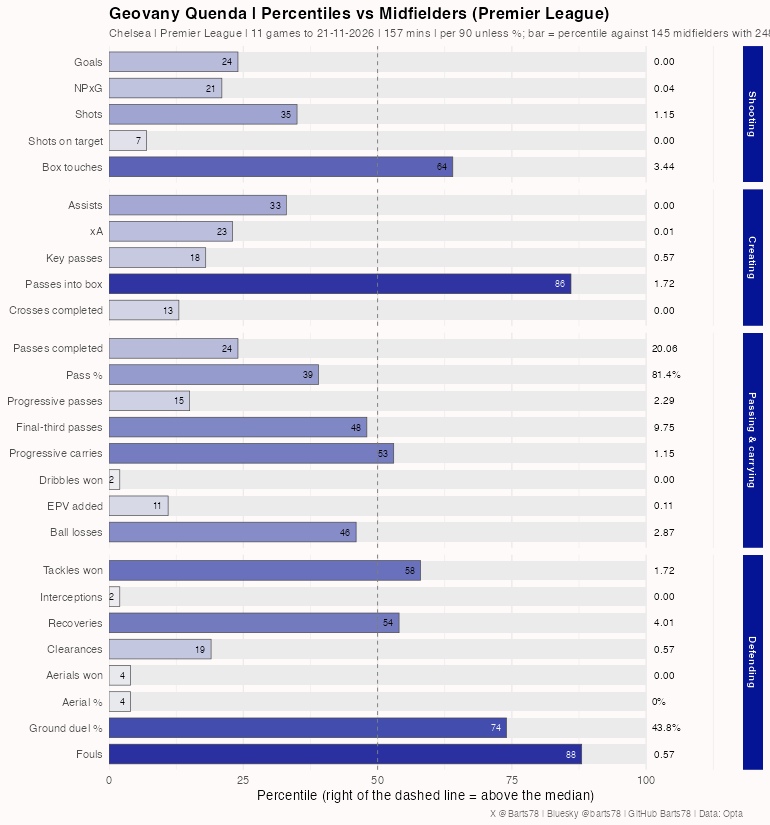 Geovany Quenda | Percentiles vs Midfielders (Premier League)
Chelsea | Premier League | 11 games to 21-11-2026 | 157 mins | per 90 unless %; bar = percentile against 145 midfielders with 248
Goals 24 0.00
NPxG 21 0.04
Shots 35 1.15
Shots on target 7 0.00
Box touches 64 3.44
Shooting
Assists 33 0.00
xA 23 0.01
Key passes 18 0.57
Passes into box 86 1.72
Crosses completed 13 0.00
Creating
Passes completed 24 20.06
Pass % 39 81.4%
Progressive passes 15 2.29
Final-third passes 48 9.75
Progressive carries 53 1.15
Dribbles won 2 0.00
EPV added 11 0.11
Ball losses 46 2.87
Passing & carrying
Tackles won 58 1.72
Interceptions 2 0.00
Recoveries 54 4.01
Clearances 19 0.57
Aerials won 4 0.00
Aerial % 4 0%
Ground duel % 74 43.8%
Fouls 88 0.57
Defending
0 25 50 75 100
Percentile (right of the dashed line = above the median)
X @Barts78 | Bluesky @barts78 | GitHub Barts78 | Data: Opta